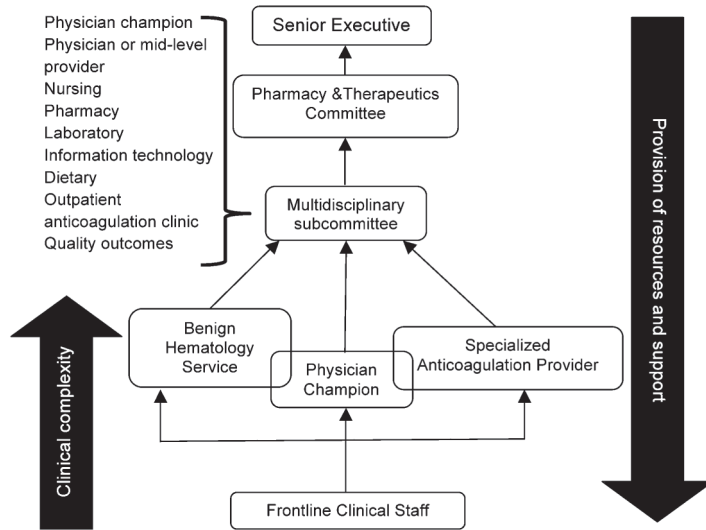 Physician champion
Physician or mid-level
provider
Nursing
Pharmacy
Laboratory
Information technology
Dietary
Outpatient
anticoagulation clinic
Quality outcomes
Senior Executive
Pharmacy &Therapeutics
Committee
Multidisciplinary
subcommittee
Benign
Hematology
Service
Physician
Champion
Specialized
Anticoagulation Provider
Frontline Clinical Staff
Clinical complexity
Provision of resources and support